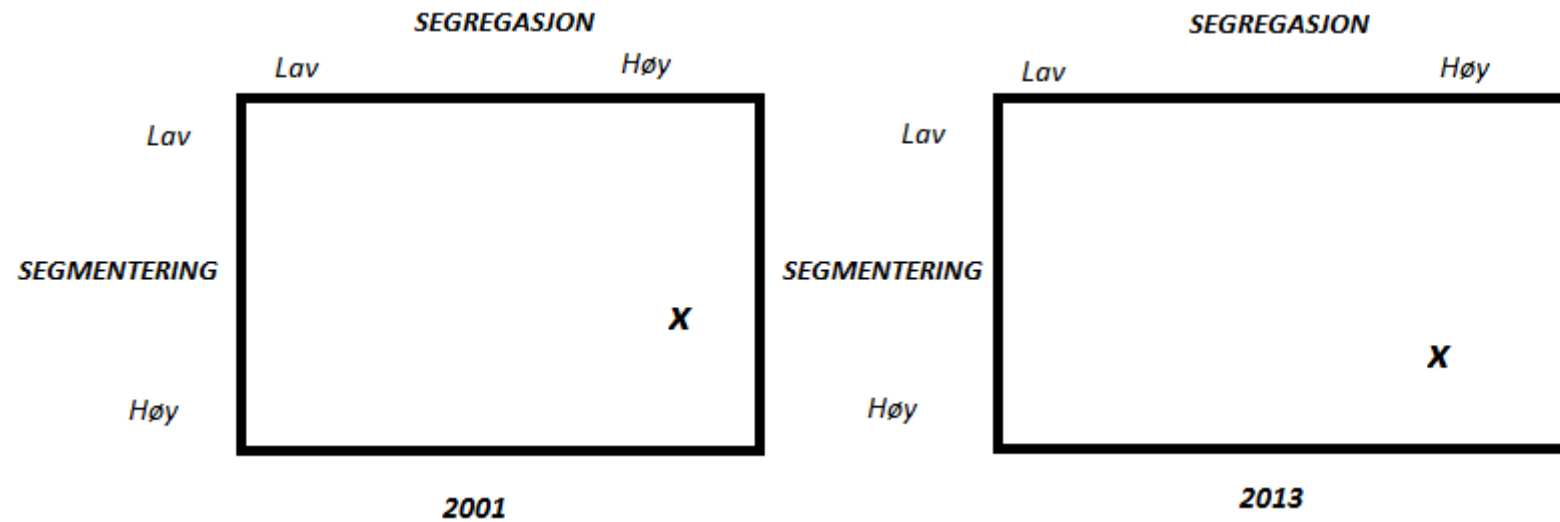 SEGREGASJON
Lav Høy
Lav
SEGMENTERING
X
Høy
2001
SEGREGASJON
Lav Høy
Lav
SEGMENTERING
X
Høy
2013